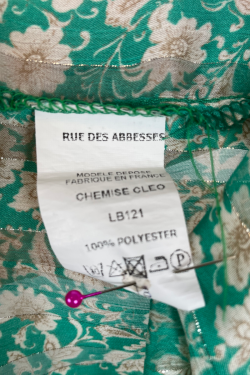 RUE DES ABBESSES
MODELE DEPOSE
FABRIQUE EN FRANCE
CHEMISE CLEO
LB121
100% POLYESTER
P